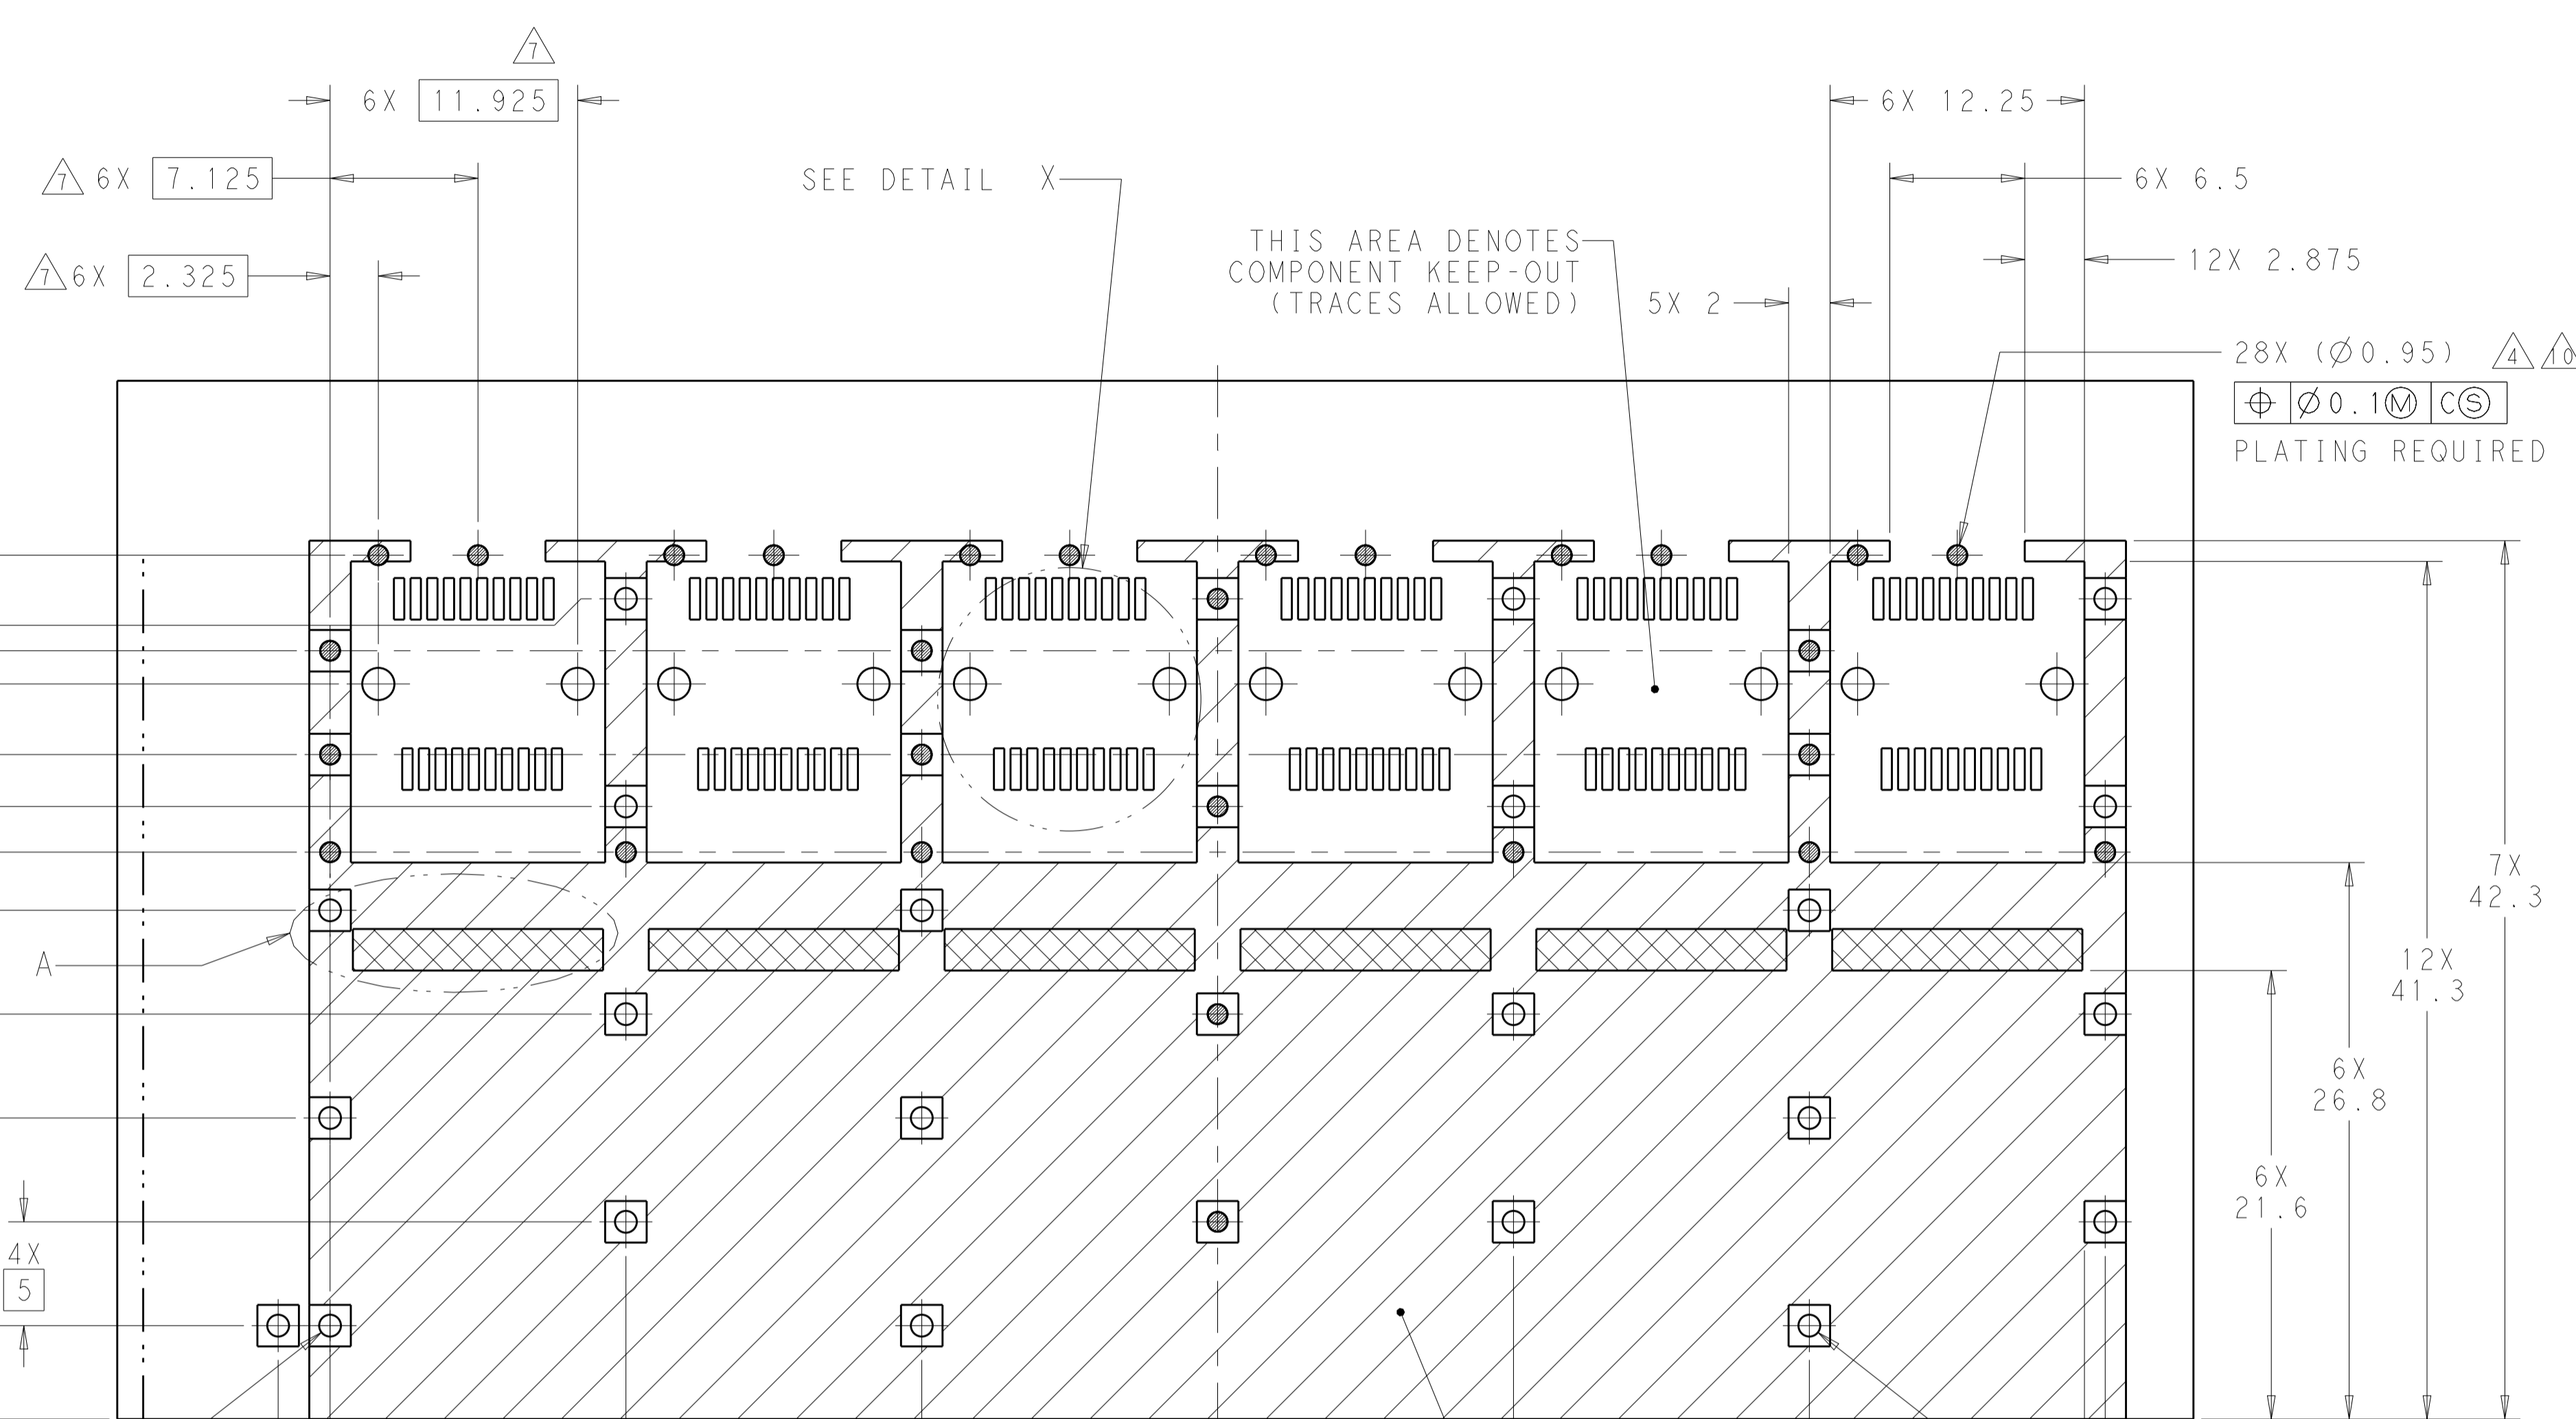 7
6X 11.925
6X 12.25
7 6X 7.125
SEE DETAIL X
6X 6.5
THIS AREA DENOTES
COMPONENT KEEP-OUT
(TRACES ALLOWED)
12X 2.875
7 6X 2.325
5X 2
28X (Ø0.95) 4 10
⌖ Ø0.1Ⓜ CⓈ
PLATING REQUIRED
7X
42.3
A
12X
41.3
6X
26.8
6X
21.6
4X
5